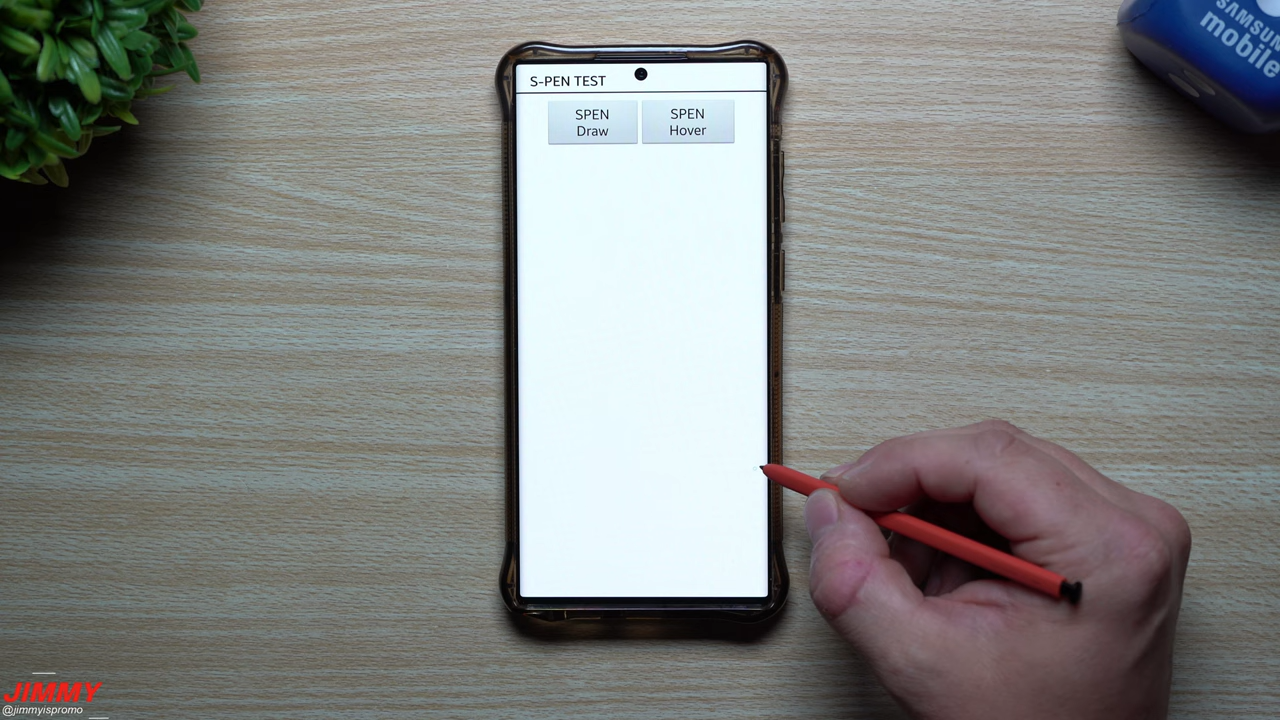 S-PEN TEST
SPEN
Draw
SPEN
Hover
SAMSUNG
mobile
JIMMY
@jimmyispromo